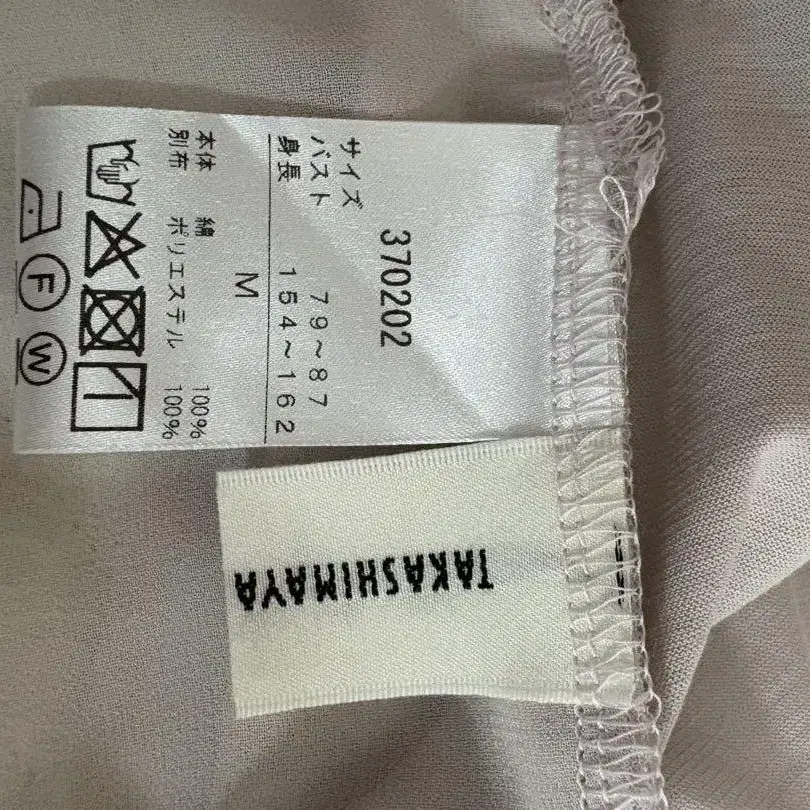 370202
サイズ
バスト 79～87
身長 154～162
M
本体 綿 100%
別布 ポリエステル 100%
F
W
TAKASHIMAYA